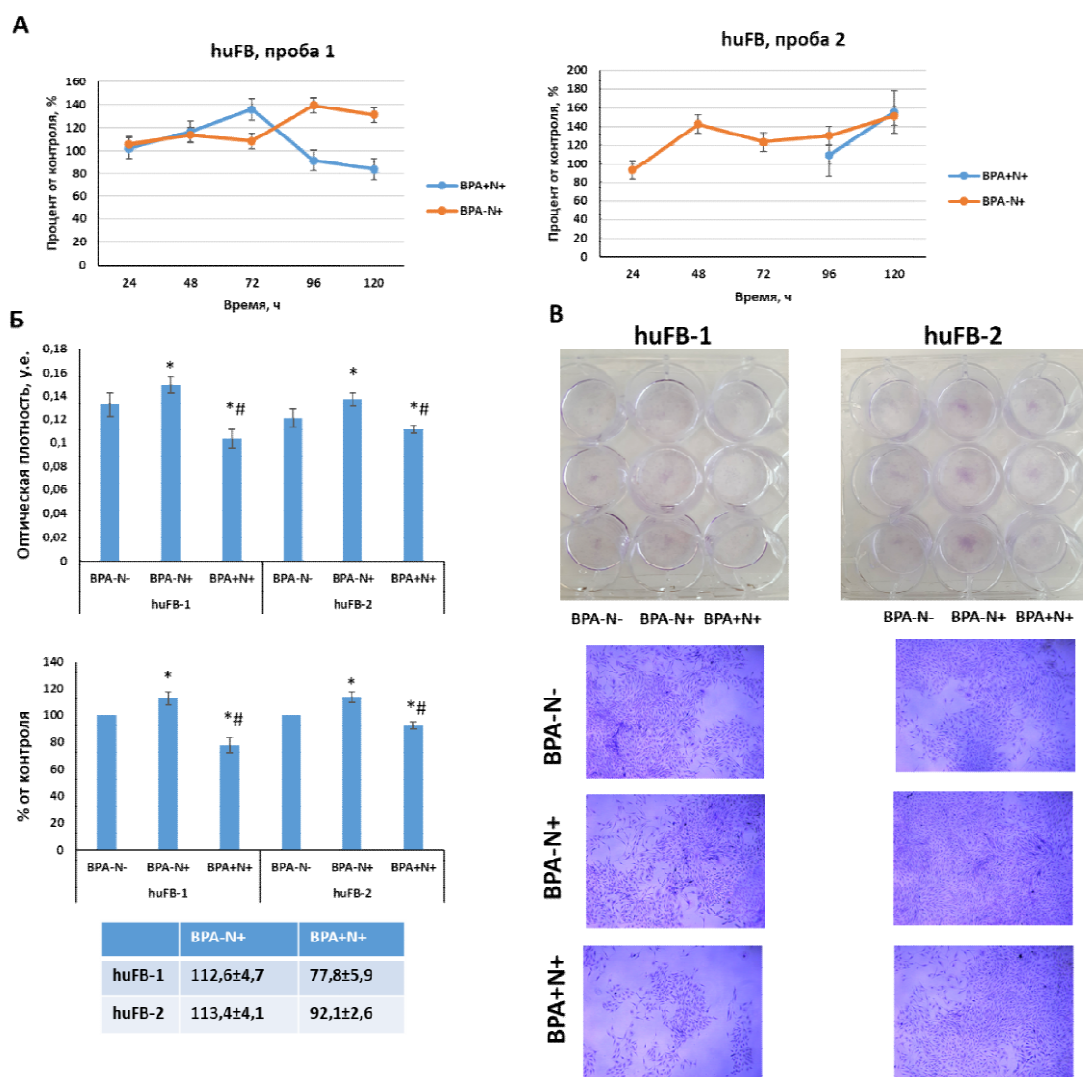 А
huFB, проба 1
Процент от контроля, %
160
140
120
100
80
60
40
20
0
24 48 72 96 120
Время, ч
BPA+N+
BPA-N+
huFB, проба 2
Процент от контроля, %
200
180
160
140
120
100
80
60
40
20
0
24 48 72 96 120
Время, ч
BPA+N+
BPA-N+
Б
Оптическая плотность, у.е.
0,18
0,16
0,14
0,12
0,1
0,08
0,06
0,04
0,02
0
* *# * *#
BPA-N- BPA-N+ BPA+N+ BPA-N- BPA-N+ BPA+N+
huFB-1 huFB-2
% от контроля
140
120
100
80
60
40
20
0
* *# * *#
BPA-N- BPA-N+ BPA+N+ BPA-N- BPA-N+ BPA+N+
huFB-1 huFB-2
BPA-N+ BPA+N+
huFB-1 112,6±4,7 77,8±5,9
huFB-2 113,4±4,1 92,1±2,6
В
huFB-1 huFB-2
BPA-N- BPA-N+ BPA+N+ BPA-N- BPA-N+ BPA+N+
BPA-N-
BPA-N+
BPA+N+